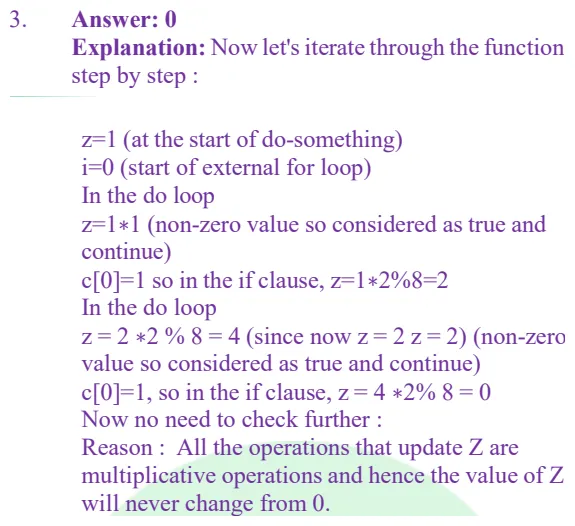 3. Answer: 0
Explanation: Now let's iterate through the function
step by step :
z=1 (at the start of do-something)
i=0 (start of external for loop)
In the do loop
z=1∗1 (non-zero value so considered as true and
continue)
c[0]=1 so in the if clause, z=1∗2%8=2
In the do loop
z = 2 ∗2 % 8 = 4 (since now z = 2 z = 2) (non-zero
value so considered as true and continue)
c[0]=1, so in the if clause, z = 4 ∗2% 8 = 0
Now no need to check further :
Reason : All the operations that update Z are
multiplicative operations and hence the value of Z
will never change from 0.